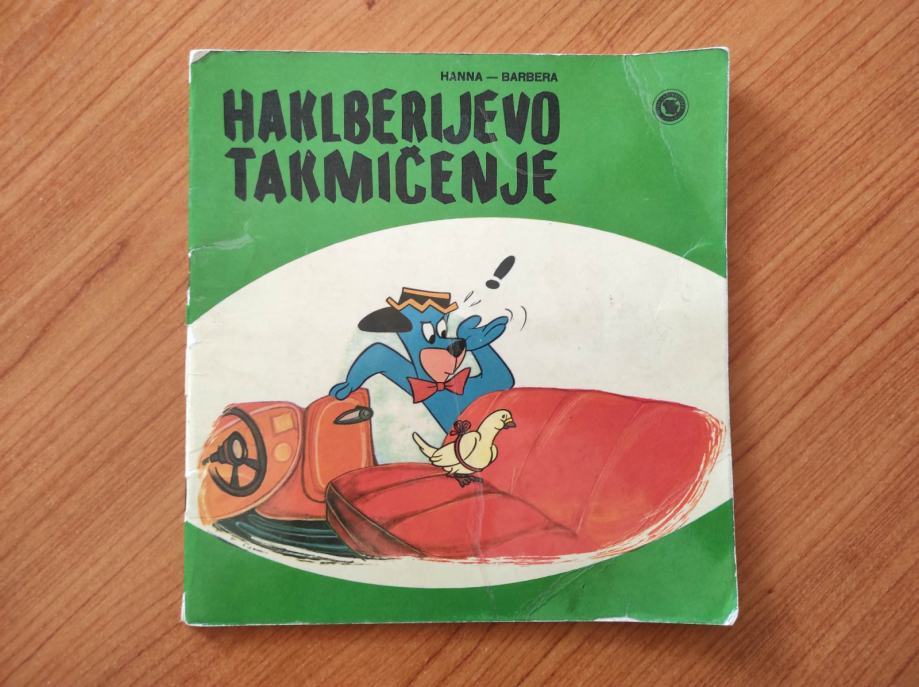 HANNA — BARBERA
HAKLBERIJEVO
TAKMIČENJE
!